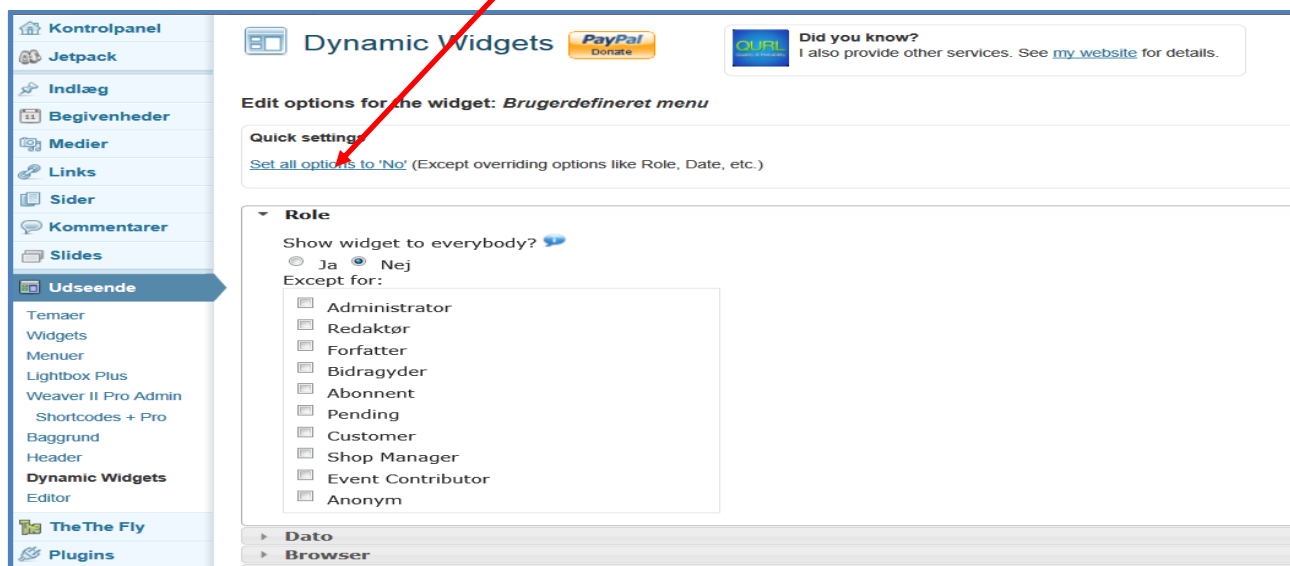 Kontrolpanel
Jetpack
Indlæg
11 Begivenheder
Medier
Links
Sider
Kommentarer
Slides
Udseende
Temaer
Widgets
Menuer
Lightbox Plus
Weaver II Pro Admin
Shortcodes + Pro
Baggrund
Header
Dynamic Widgets
Editor
TheThe Fly
Plugins
Dynamic Widgets
PayPal
Donate
QURL
Did you know?
I also provide other services. See my website for details.
Edit options for the widget: Brugerdefineret menu
Quick settings
Set all options to 'No' (Except overriding options like Role, Date, etc.)
Role
Show widget to everybody?
Ja Nej
Except for:
Administrator
Redaktør
Forfatter
Bidragyder
Abonnent
Pending
Customer
Shop Manager
Event Contributor
Anonym
Dato
Browser